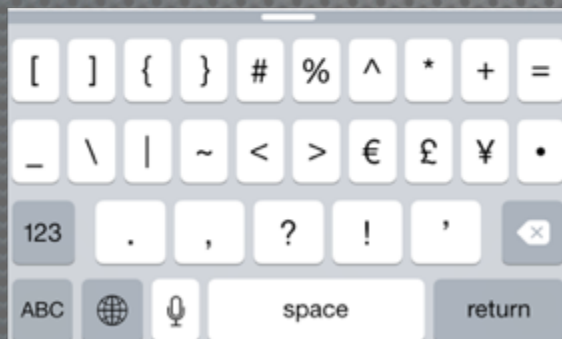 [ ] { } # % ^ * + =
_ \ | ~ < > € £ ¥ •
123 . , ? ! ’
ABC space return